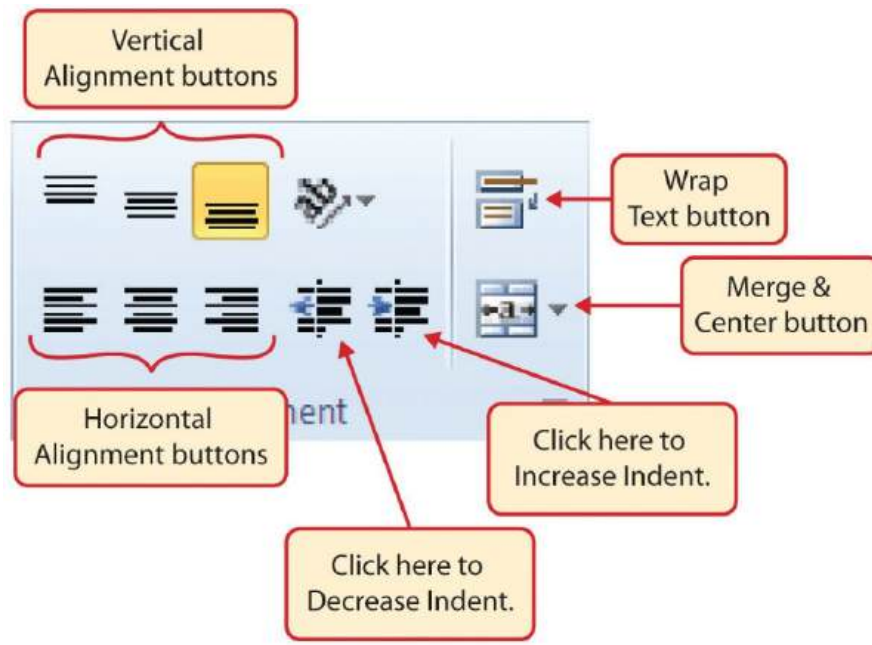 Vertical
Alignment buttons
Wrap
Text button
Merge &
Center button
a
Horizontal
Alignment buttons
Click here to
Increase Indent.
Click here to
Decrease Indent.